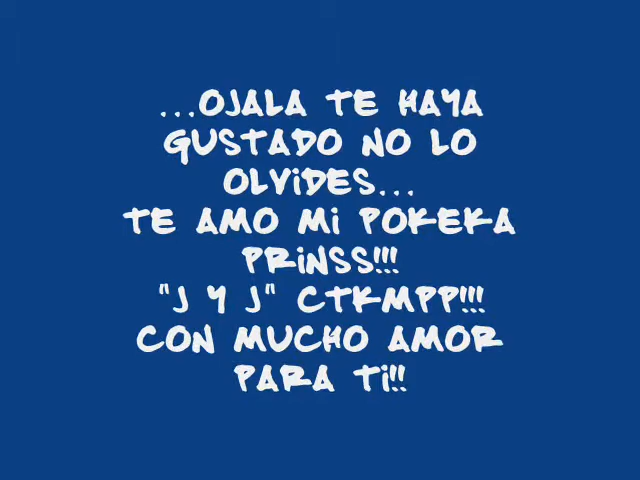 ...OJALA TE HAYA
GUSTADO NO LO
OLViDES...
TE AMO Mi POKEKA
PRiNSS!!!
"J Y J" CTKMPP!!!
CON MUCHO AMOR
PARA Ti!!